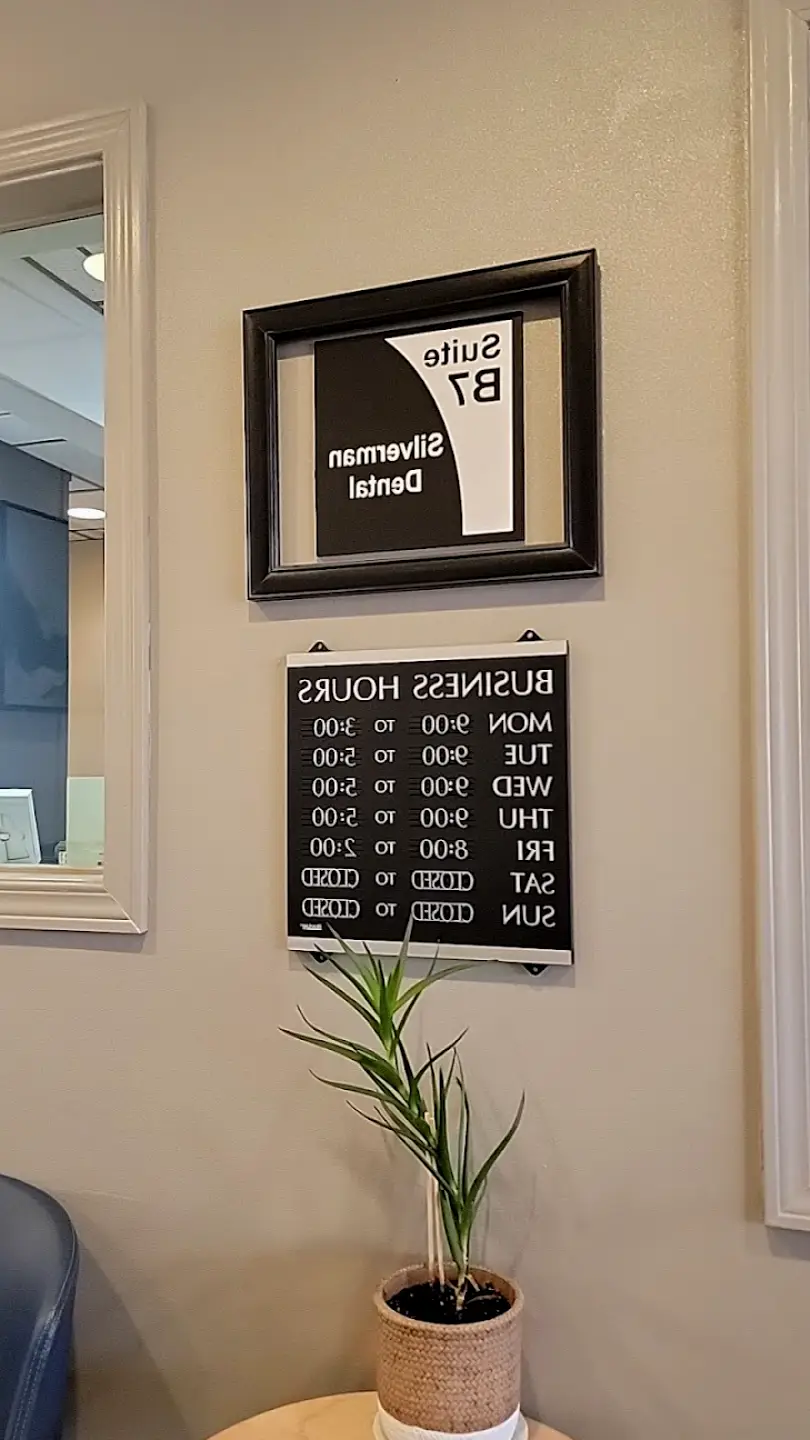 Suite
B7
Silverman
Dental
BUSINESS HOURS
MON 9:00 TO 3:00
TUE 9:00 TO 5:00
WED 9:00 TO 5:00
THU 9:00 TO 5:00
FRI 8:00 TO 2:00
SAT CLOSED TO CLOSED
SUN CLOSED TO CLOSED